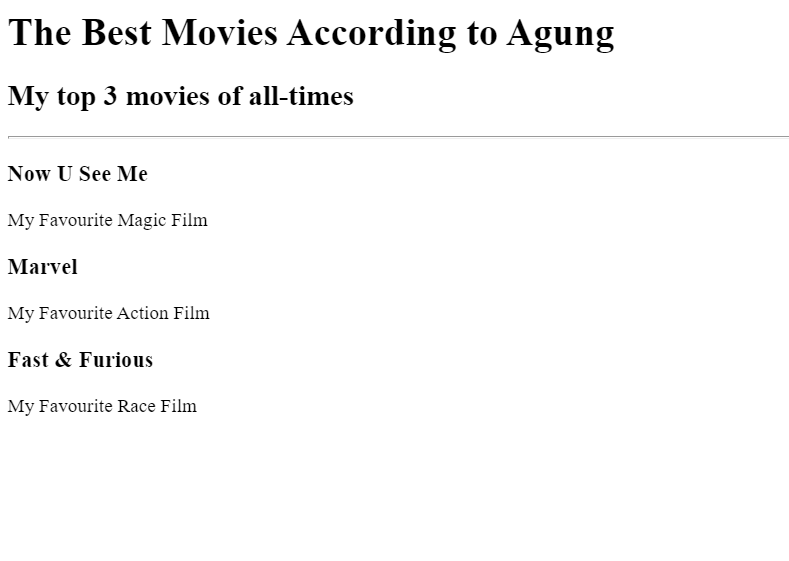 The Best Movies According to Agung
My top 3 movies of all-times
Now U See Me
My Favourite Magic Film
Marvel
My Favourite Action Film
Fast & Furious
My Favourite Race Film